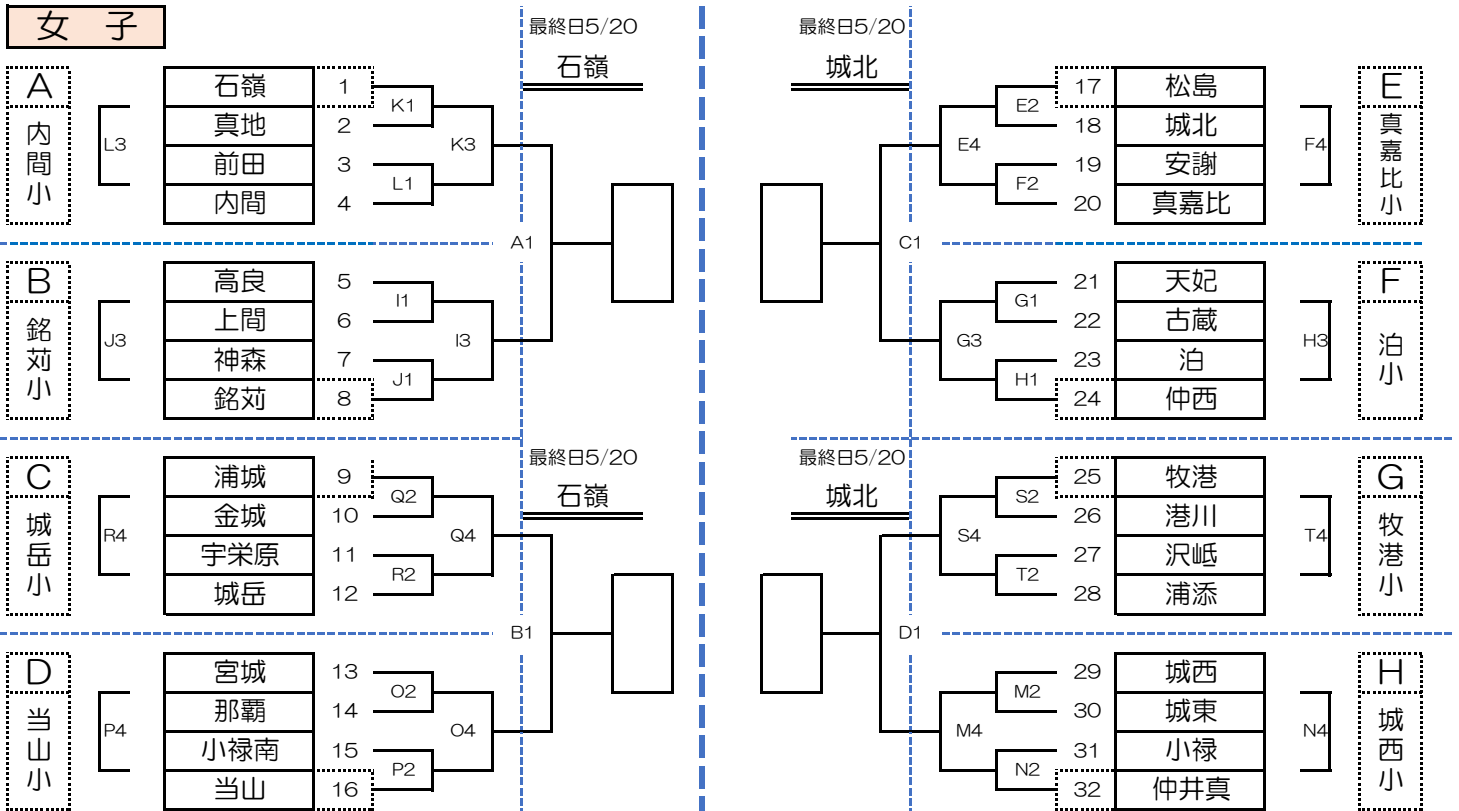 女 子
最終日5/20
石嶺
A
内間小
L3
石嶺 1
真地 2
前田 3
内間 4
K1
L1
K3
A1
B
銘苅小
J3
高良 5
上間 6
神森 7
銘苅 8
I1
J1
I3
最終日5/20
石嶺
C
城岳小
R4
浦城 9
金城 10
宇栄原 11
城岳 12
Q2
R2
Q4
B1
D
当山小
P4
宮城 13
那覇 14
小禄南 15
当山 16
O2
P2
O4
最終日5/20
城北
E
真嘉比小
F4
17 松島
18 城北
19 安謝
20 真嘉比
E2
F2
E4
C1
F
泊小
H3
21 天妃
22 古蔵
23 泊
24 仲西
G1
H1
G3
最終日5/20
城北
G
牧港小
T4
25 牧港
26 港川
27 沢岻
28 浦添
S2
T2
S4
D1
H
城西小
N4
29 城西
30 城東
31 小禄
32 仲井真
M2
N2
M4